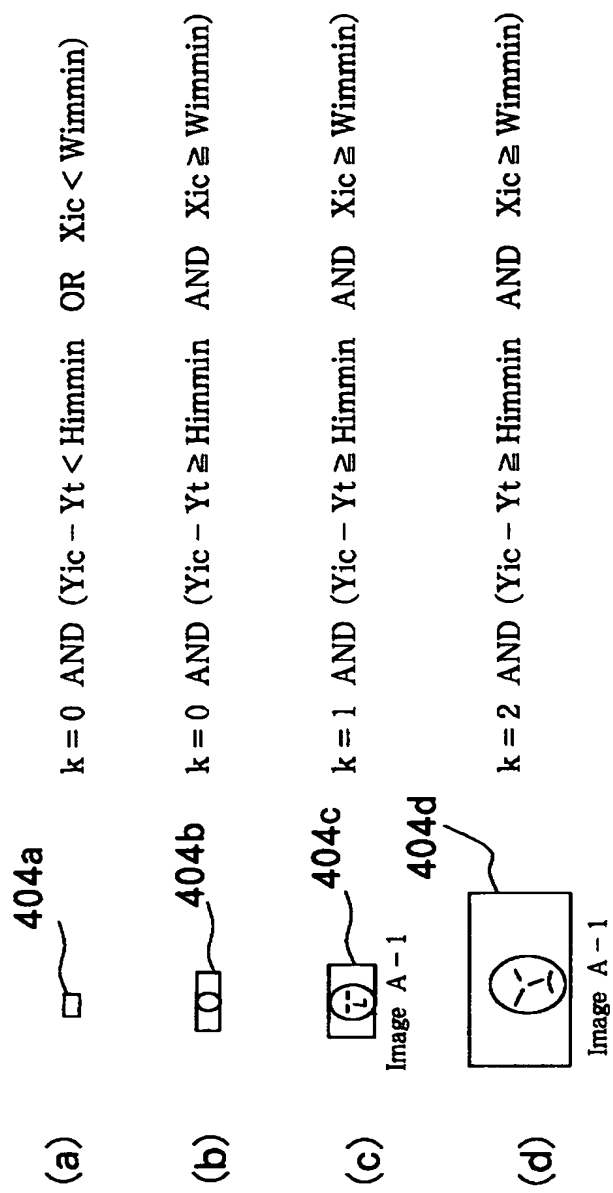 (a) 404a k = 0 AND (Yic − Yt < Himmin OR Xic < Wimmin)
(b) 404b k = 0 AND (Yic − Yt ≧ Himmin AND Xic ≧ Wimmin)
(c) 404c k = 1 AND (Yic − Yt ≧ Himmin AND Xic ≧ Wimmin)
Image A − 1
(d) 404d k = 2 AND (Yic − Yt ≧ Himmin AND Xic ≧ Wimmin)
Image A − 1